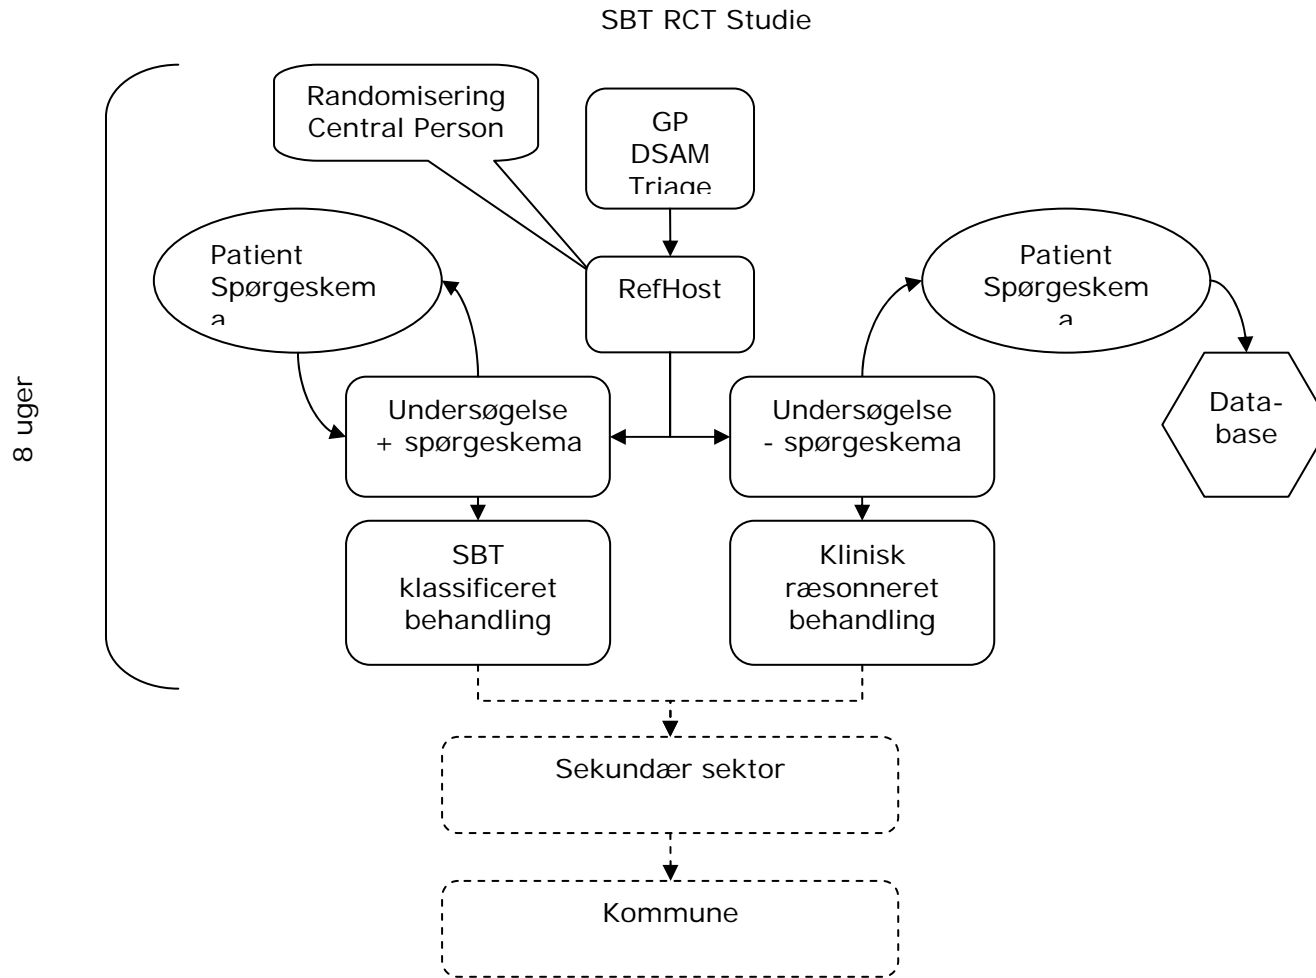 SBT RCT Studie
Randomisering
Central Person
GP
DSAM
Triage
Patient
Spørgeskem
a
RefHost
Patient
Spørgeskem
a
8 uger
Undersøgelse
+ spørgeskema
Undersøgelse
- spørgeskema
Data-
base
SBT
klassificeret
behandling
Klinisk
ræsonneret
behandling
Sekundær sektor
Kommune